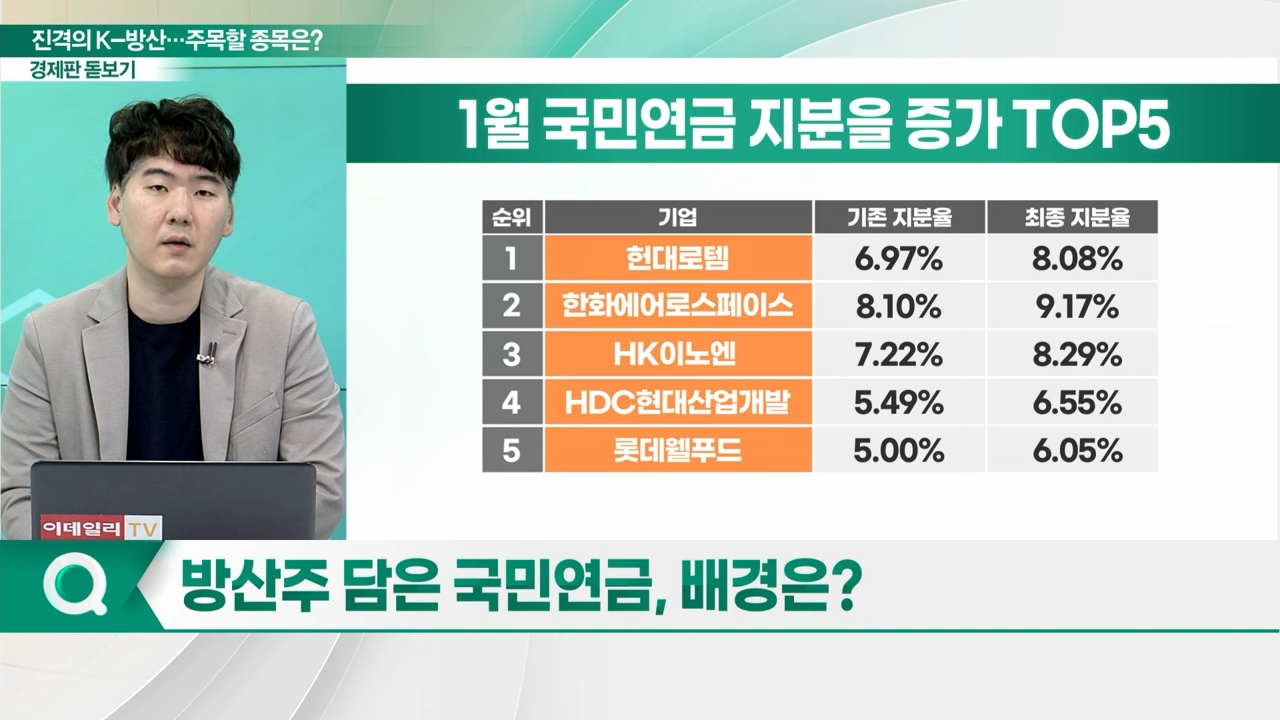 진격의 K-방산…주목할 종목은?
경제판 돋보기
1월 국민연금 지분율 증가 TOP5
순위 기업 기존 지분율 최종 지분율
1 현대로템 6.97% 8.08%
2 한화에어로스페이스 8.10% 9.17%
3 HK이노엔 7.22% 8.29%
4 HDC현대산업개발 5.49% 6.55%
5 롯데웰푸드 5.00% 6.05%
이데일리TV
방산주 담은 국민연금, 배경은?